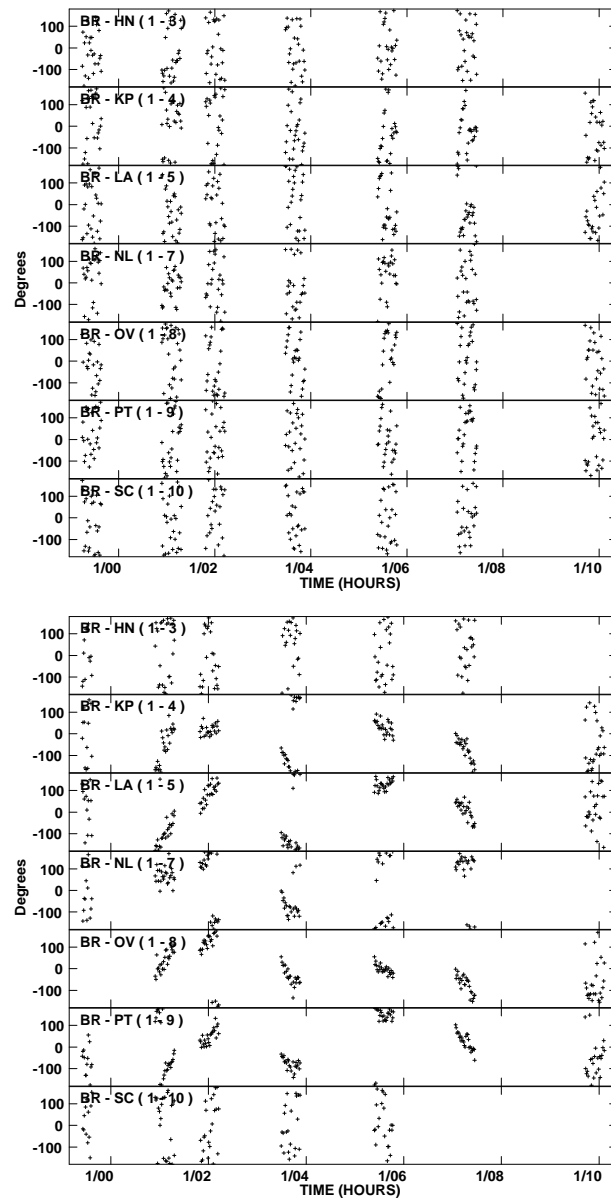 BR - HN ( 1 - 3 )
100
0
-100
BR - KP ( 1 - 4 )
100
0
-100
BR - LA ( 1 - 5 )
100
0
-100
BR - NL ( 1 - 7 )
100
0
-100
BR - OV ( 1 - 8 )
100
0
-100
BR - PT ( 1 - 9 )
100
0
-100
BR - SC ( 1 - 10 )
100
0
-100
Degrees
1/00 1/02 1/04 1/06 1/08 1/10
TIME (HOURS)
BR - HN ( 1 - 3 )
100
0
-100
BR - KP ( 1 - 4 )
100
0
-100
BR - LA ( 1 - 5 )
100
0
-100
BR - NL ( 1 - 7 )
100
0
-100
BR - OV ( 1 - 8 )
100
0
-100
BR - PT ( 1 - 9 )
100
0
-100
BR - SC ( 1 - 10 )
100
0
-100
Degrees
1/00 1/02 1/04 1/06 1/08 1/10
TIME (HOURS)